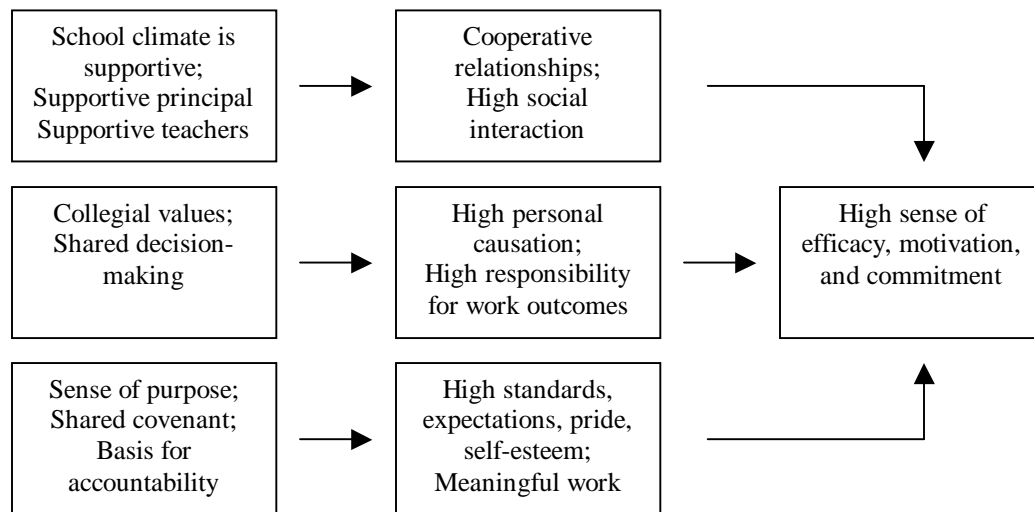 School climate is
supportive;
Supportive principal
Supportive teachers
Cooperative
relationships;
High social
interaction
Collegial values;
Shared decision-
making
High personal
causation;
High responsibility
for work outcomes
High sense of
efficacy, motivation,
and commitment
Sense of purpose;
Shared covenant;
Basis for
accountability
High standards,
expectations, pride,
self-esteem;
Meaningful work